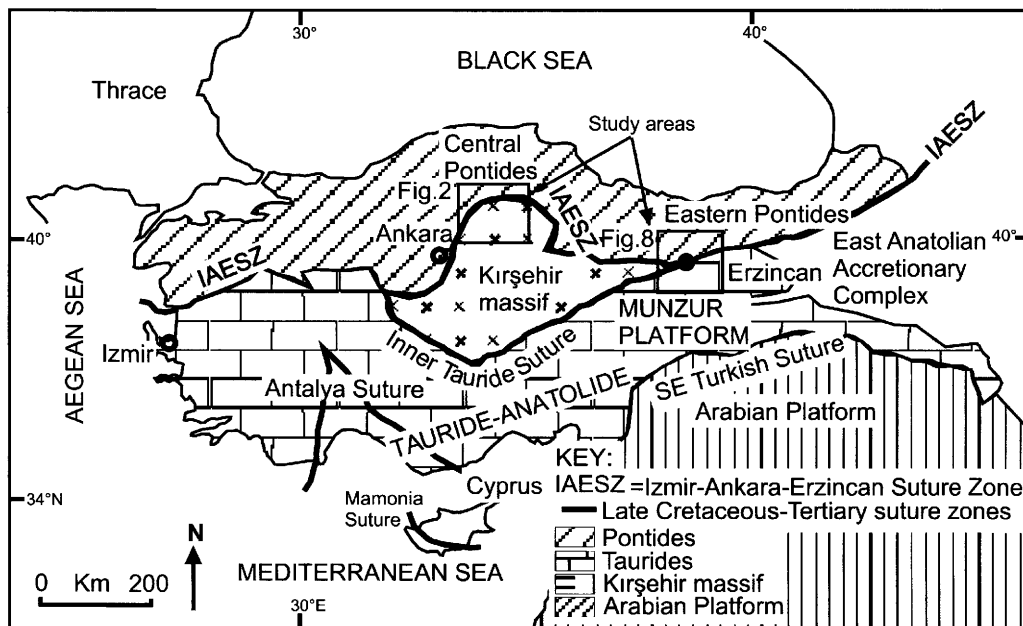 30°
40°
BLACK SEA
Thrace
Study areas
Central
Pontides
IAESZ
Fig.2
IAESZ
Eastern Pontides
40°
Ankara
Fig.8
40°
IAESZ
East Anatolian
Accretionary
Complex
Kırşehir
massif
Erzincan
MUNZUR
PLATFORM
AEGEAN SEA
Izmir
Inner Tauride Suture
SE Turkish Suture
Antalya Suture
TAURIDE-ANATOLIDE
Arabian Platform
KEY:
IAESZ =Izmir-Ankara-Erzincan Suture Zone
Late Cretaceous-Tertiary suture zones
Pontides
Taurides
Kırşehir massif
Arabian Platform
Cyprus
34°N
Mamonia
Suture
N
0 Km 200
MEDITERRANEAN SEA
30°E